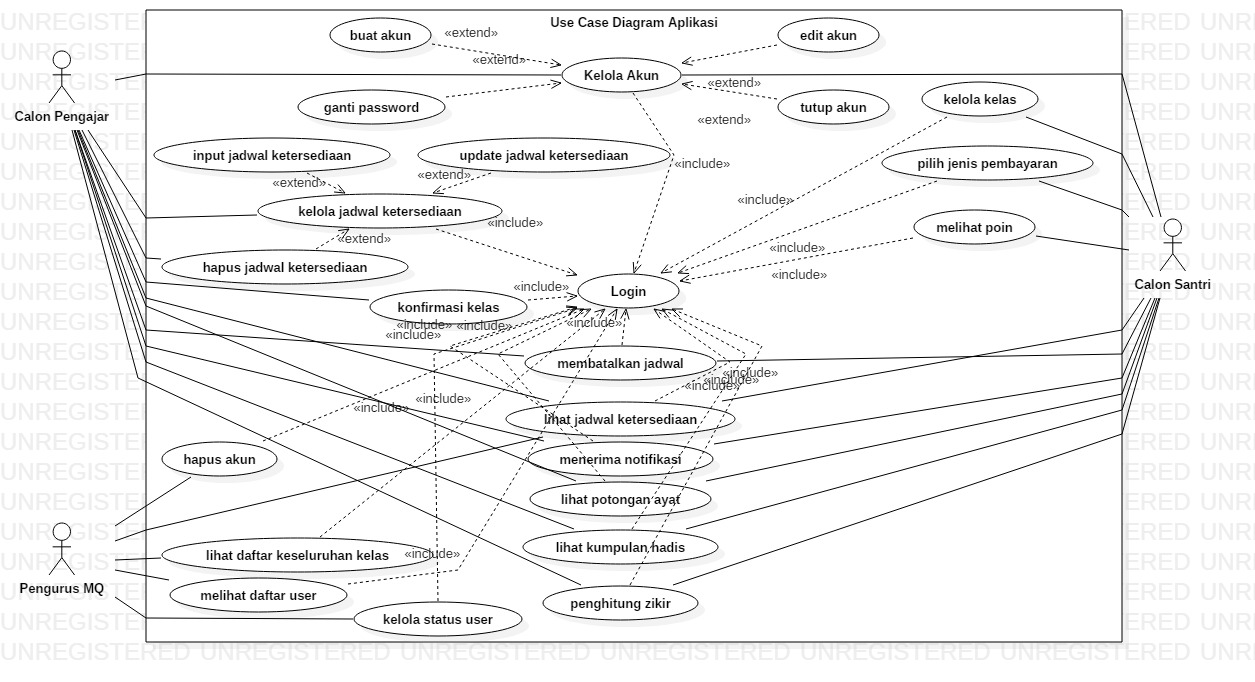 Use Case Diagram Aplikasi
buat akun
«extend»
edit akun
«extend»
Kelola Akun
«extend»
ganti password
tutup akun
kelola kelas
Calon Pengajar
«extend»
input jadwal ketersediaan
update jadwal ketersediaan
«include»
pilih jenis pembayaran
«extend»
«extend»
«include»
kelola jadwal ketersediaan
«include»
melihat poin
«extend»
«include»
hapus jadwal ketersediaan
«include»
Calon Santri
«include»
Login
konfirmasi kelas
«include»
«include»
«include»
«include»
membatalkan jadwal
«include»
«include»
«include»
«include»
«include»
lihat jadwal ketersediaan
hapus akun
menerima notifikasi
lihat potongan ayat
lihat daftar keseluruhan kelas
«include»
lihat kumpulan hadis
Pengurus MQ
melihat daftar user
penghitung zikir
kelola status user
UNREGISTERED UNREGISTERED UNREGISTERED UNREGISTERED UNREGISTERED UNREGISTERED UNR